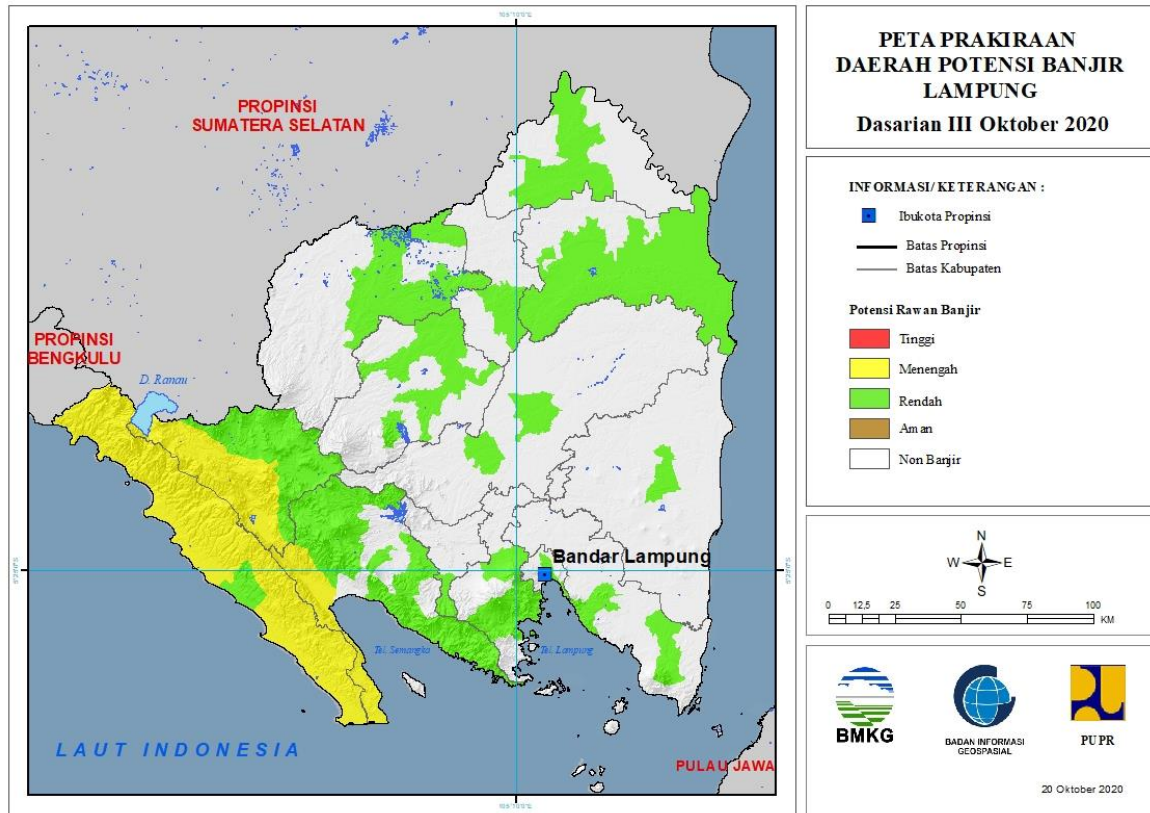 PETA PRAKIRAAN
DAERAH POTENSI BANJIR
LAMPUNG
Dasarian III Oktober 2020
INFORMASI/ KETERANGAN :
Ibukota Propinsi
Batas Propinsi
Batas Kabupaten
Potensi Rawan Banjir
Tinggi
Menengah
Rendah
Aman
Non Banjir
N
W E
S
0 12,5 25 50 75 100
KM
BMKG
BADAN INFORMASI
GEOSPASIAL
PUPR
20 Oktober 2020
PROPINSI
SUMATERA SELATAN
PROPINSI
BENGKULU
D. Ranau
Bandar Lampung
Tel. Semangka
Tel. Lampung
LAUT INDONESIA
PULAU JAWA